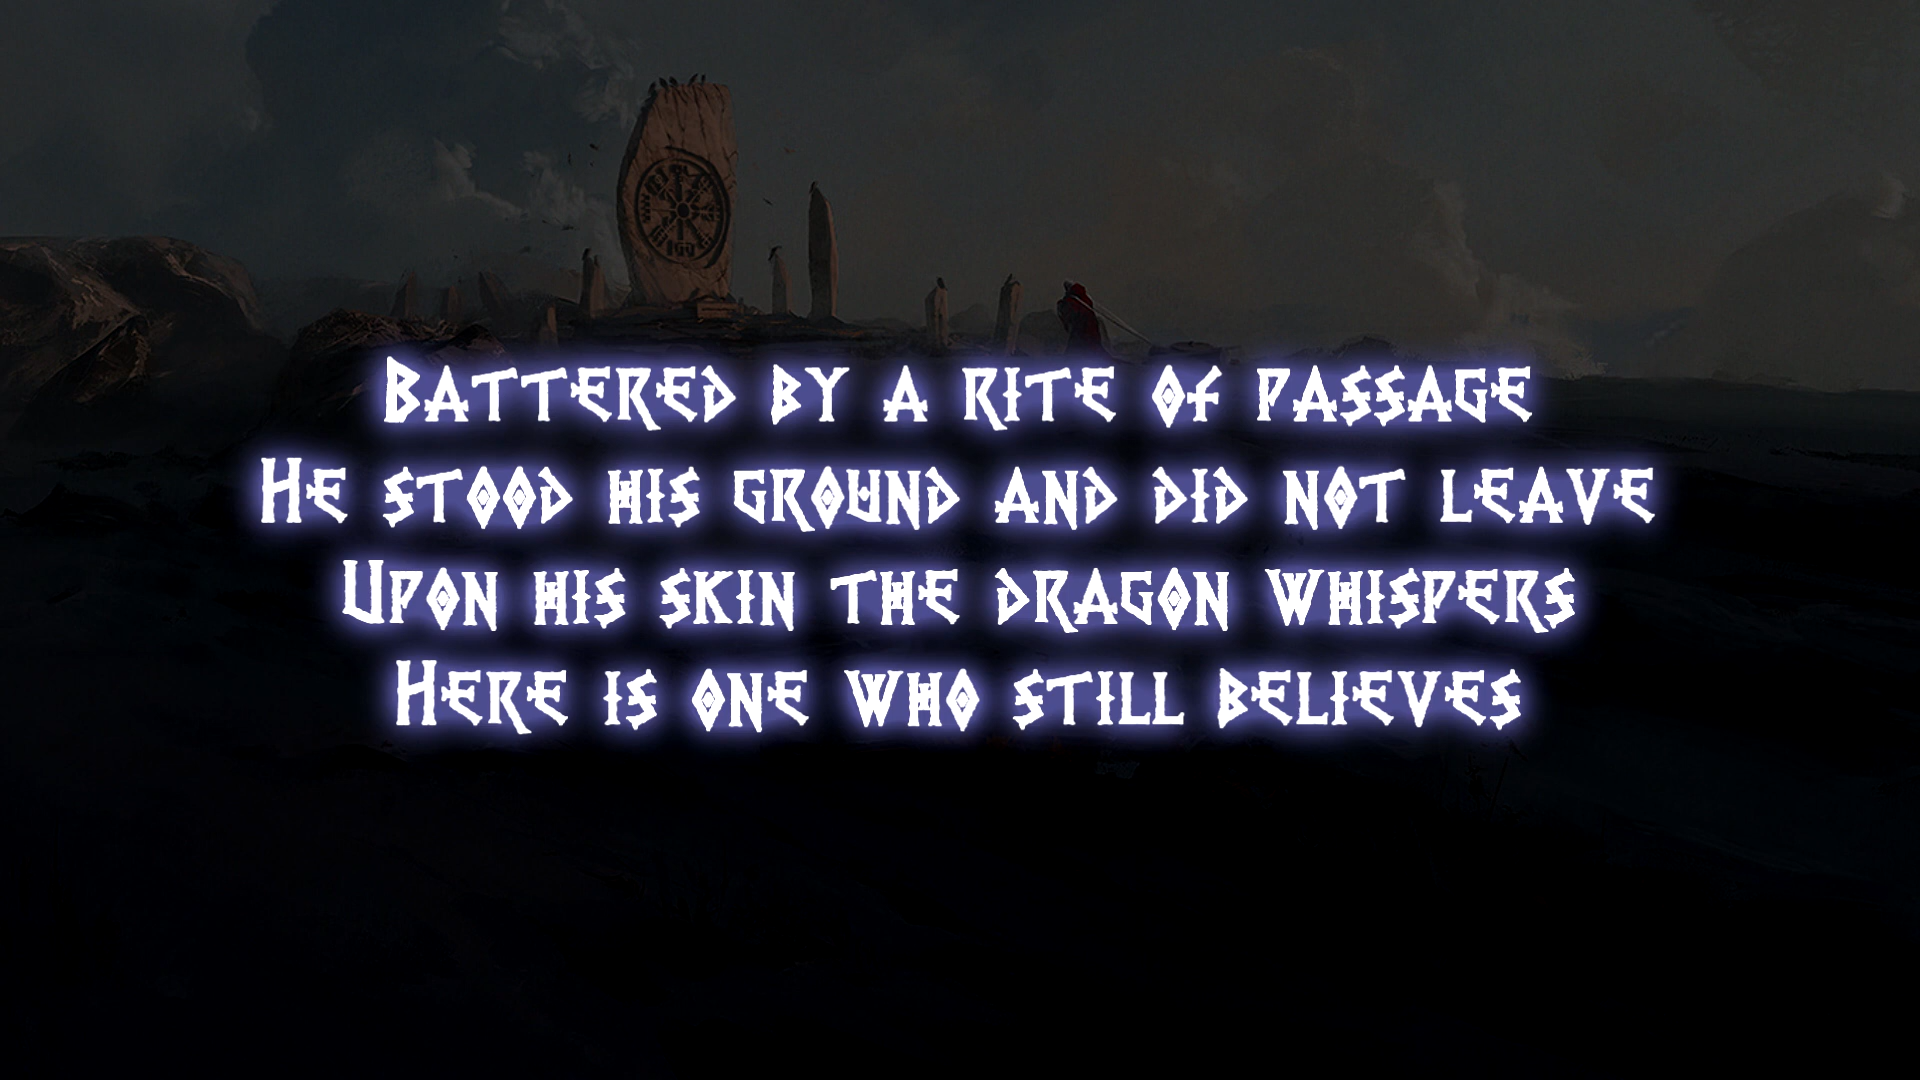 Battered by a rite of passage
He stood his ground and did not leave
Upon his skin the dragon whispers
Here is one who still believes